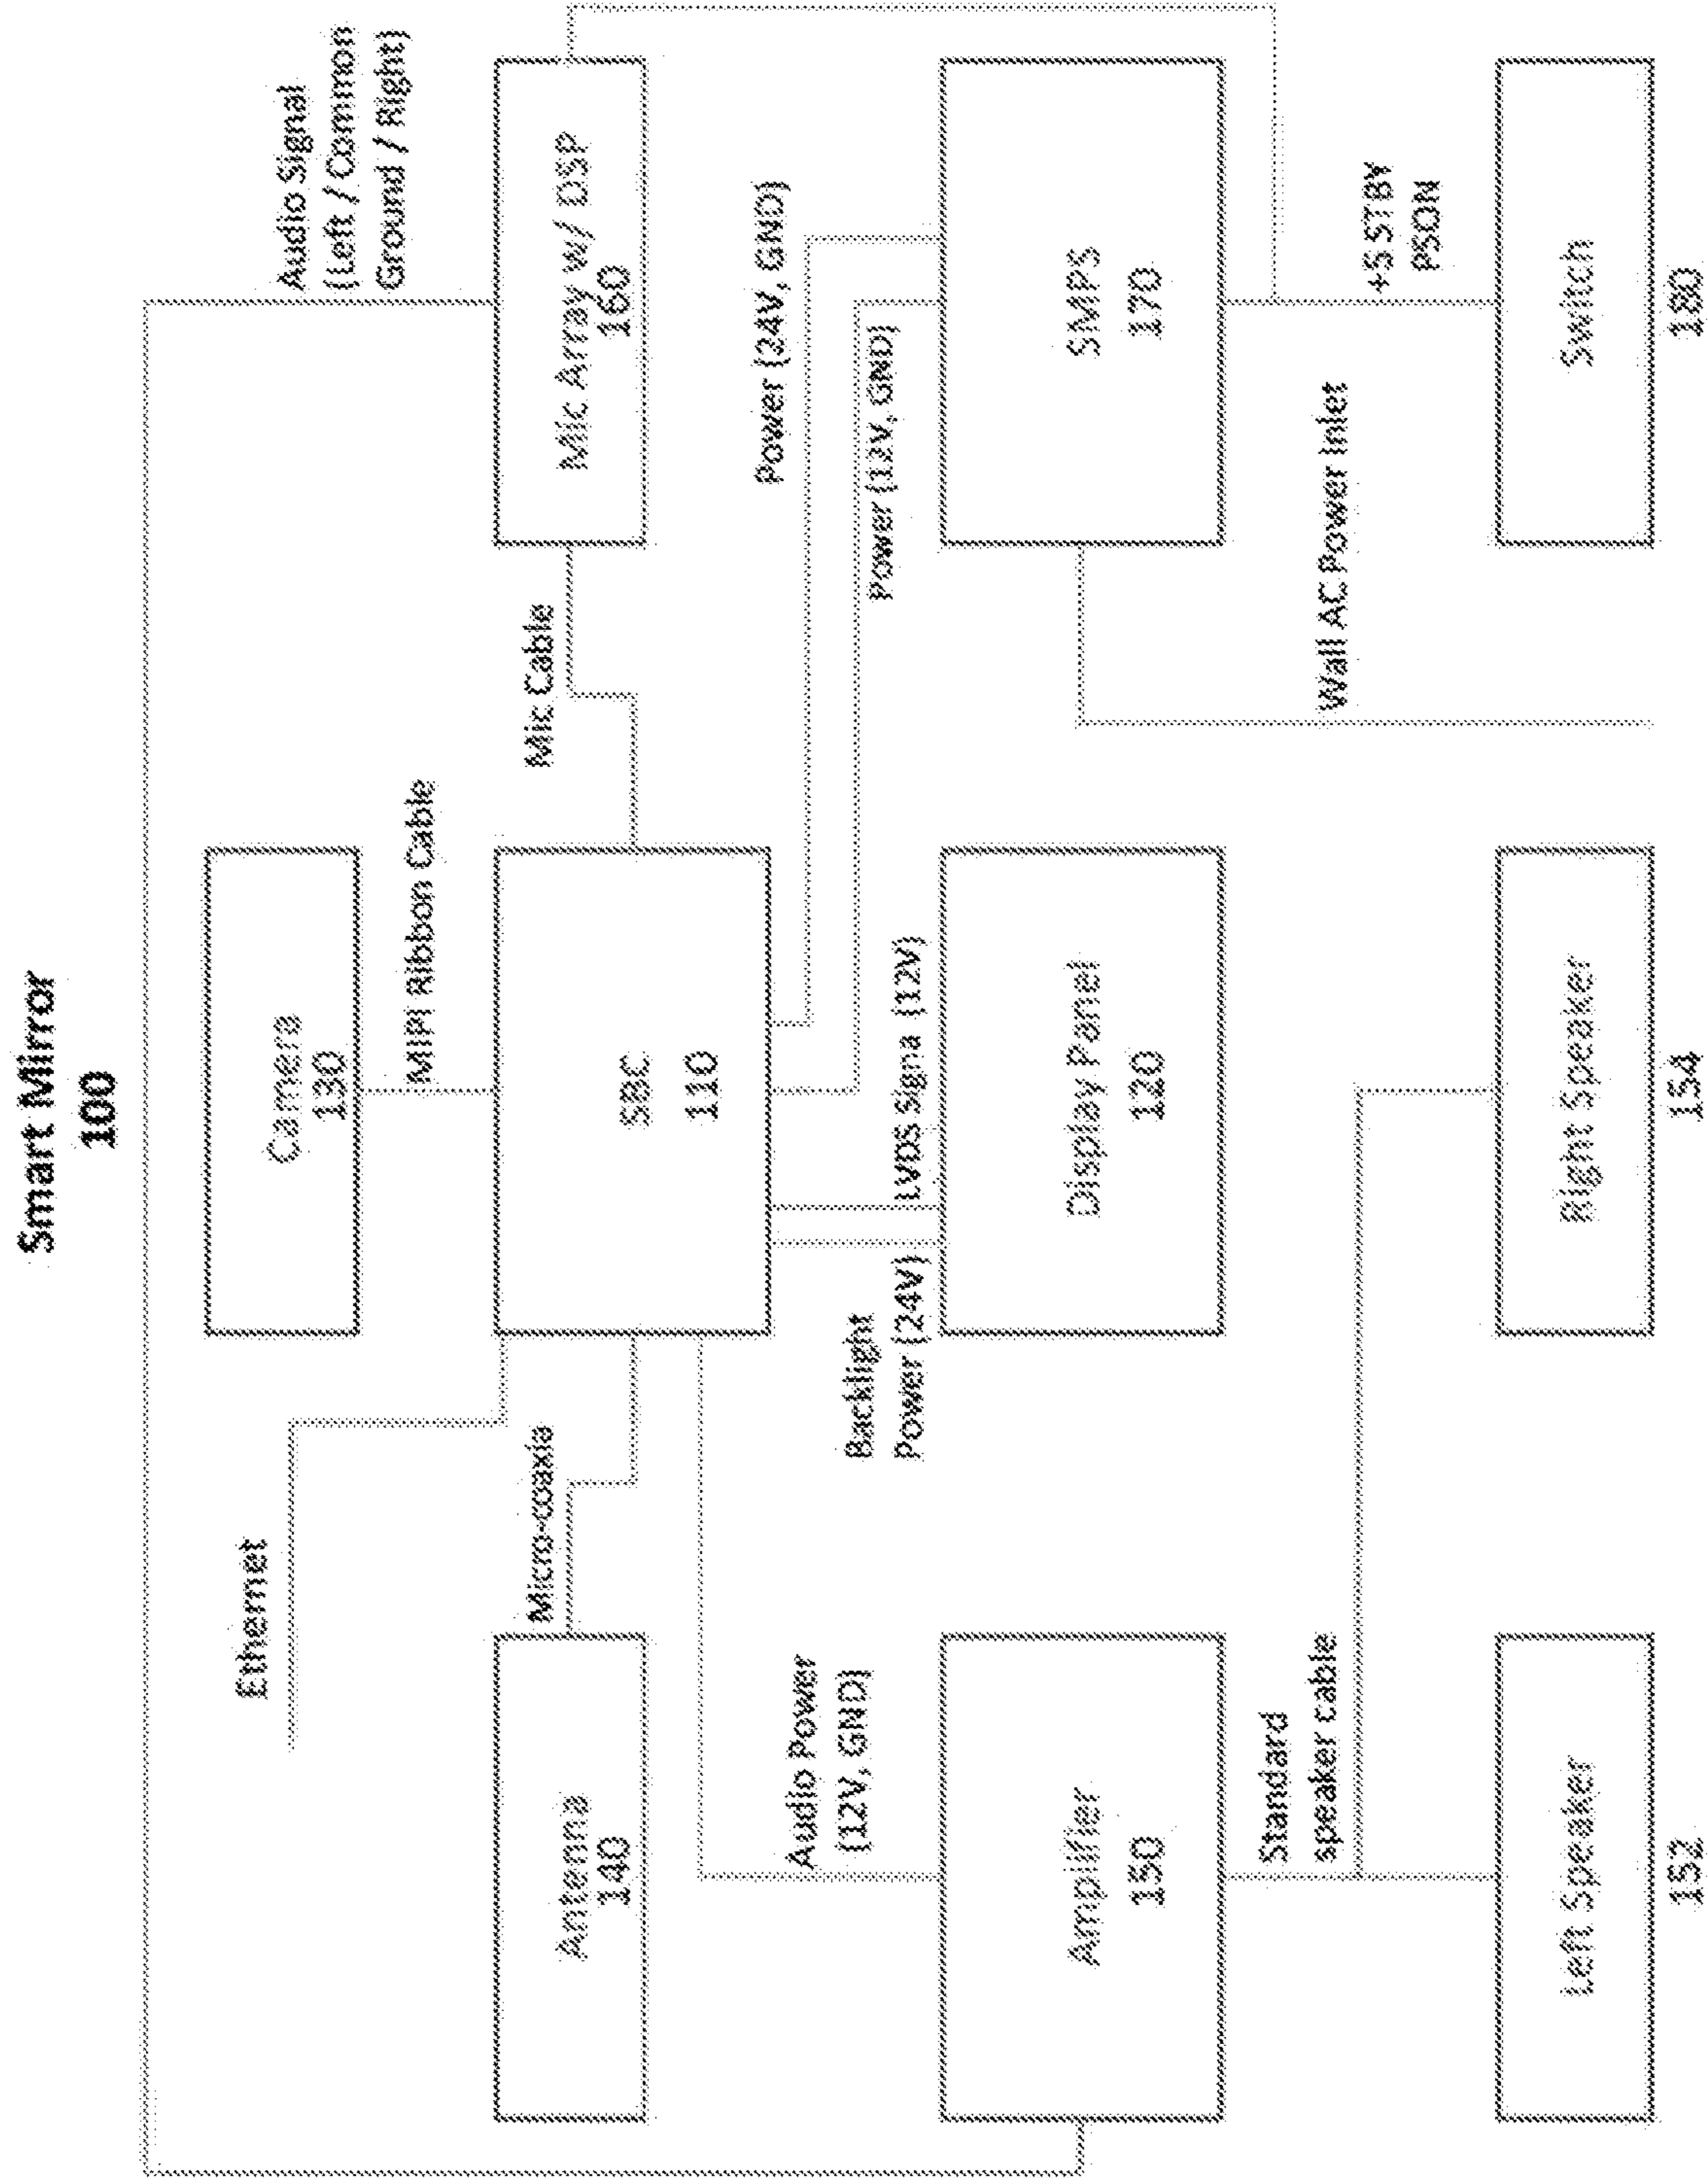 Smart Mirror
100
Audio Signal
(Left / Common
Ground / Right)
Ethernet
Camera
130
MIPI Ribbon Cable
Micro-coaxia
Mic Cable
Antenna
140
SBC
110
Mic Array w/ DSP
160
Audio Power
(12V, GND)
Backlight
Power (24V)
LVDS Signa (12V)
Power (24V, GND)
Power (12V, GND)
Amplifier
150
Display Panel
120
SMPS
170
Standard
speaker cable
Wall AC Power Inlet
+5 STBY
PSON
Left Speaker
152
Right Speaker
154
Switch
180